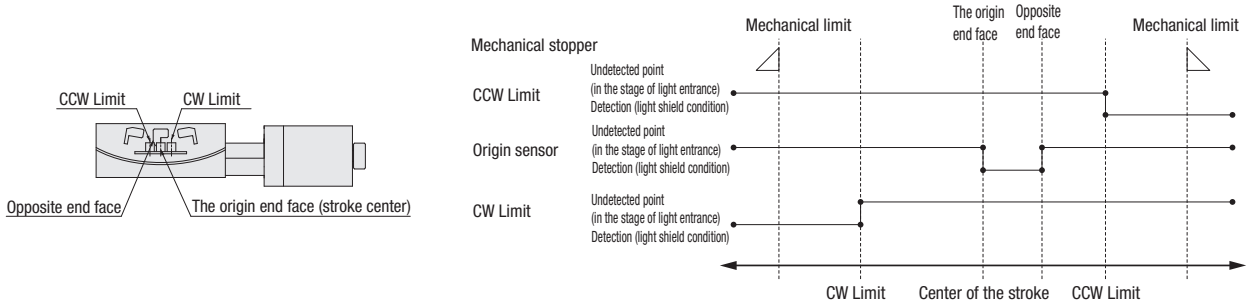 CCW Limit
CW Limit
Opposite end face
The origin end face (stroke center)
Mechanical stopper
Mechanical limit
The origin
end face
Opposite
end face
Mechanical limit
CCW Limit
Undetected point
(in the stage of light entrance)
Detection (light shield condition)
Origin sensor
Undetected point
(in the stage of light entrance)
Detection (light shield condition)
CW Limit
Undetected point
(in the stage of light entrance)
Detection (light shield condition)
CW Limit
Center of the stroke
CCW Limit